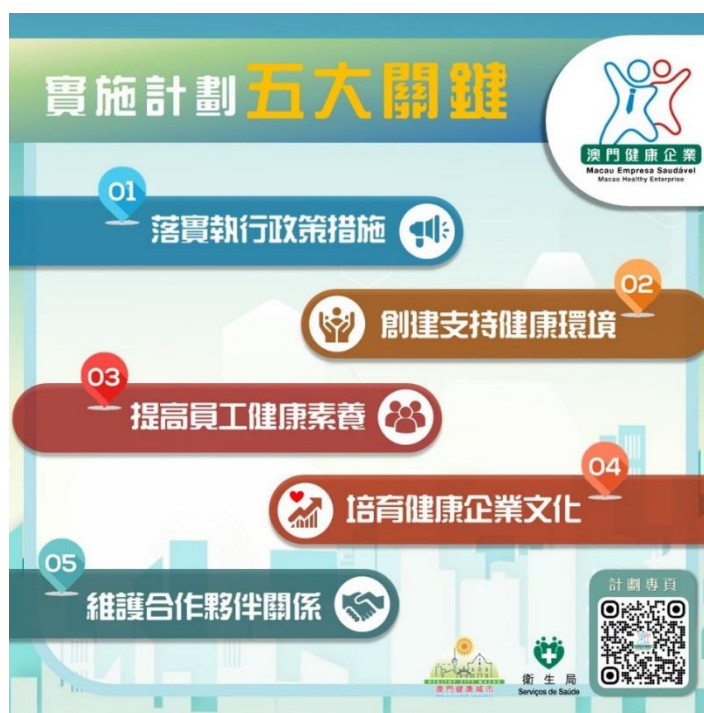 實施計劃五大關鍵
澳門健康企業
Macau Empresa Saudável
Macao Healthy Enterprise
01
落實執行政策措施
02
創建支持健康環境
03
提高員工健康素養
04
培育健康企業文化
05
維護合作夥伴關係
計劃專頁
HEALTHY CITY MACAO
澳門健康城市
衛生局
Serviços de Saúde